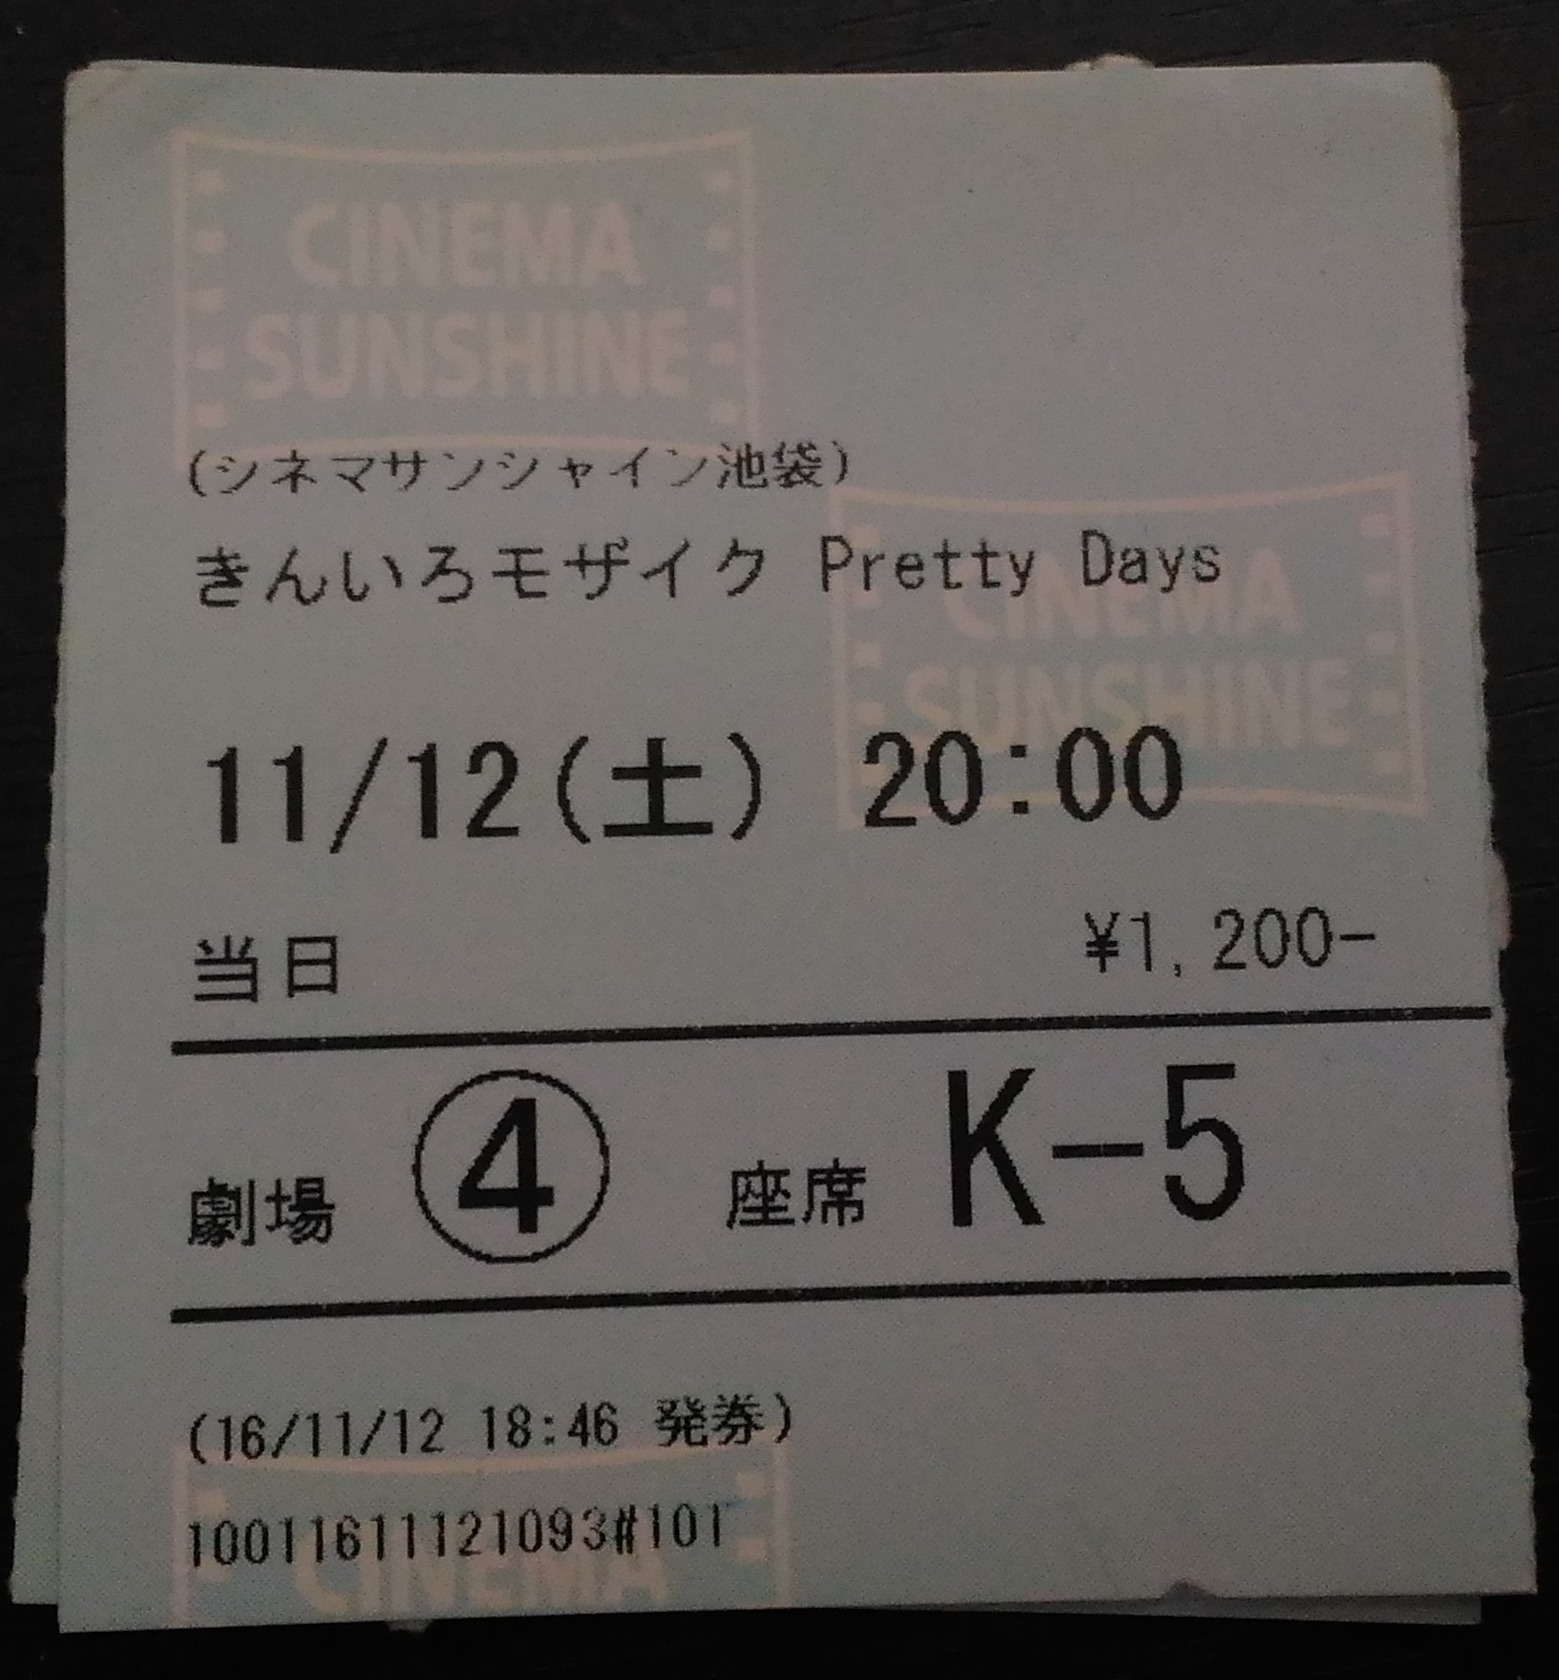 CINEMA
SUNSHINE
(シネマサンシャイン池袋)
きんいろモザイク Pretty Days
CINEMA
SUNSHINE
11/12(土) 20:00
当日 ¥1,200-
劇場 ④ 座席 K-5
(16/11/12 18:46 発券)
10011611121093#101
CINEMA